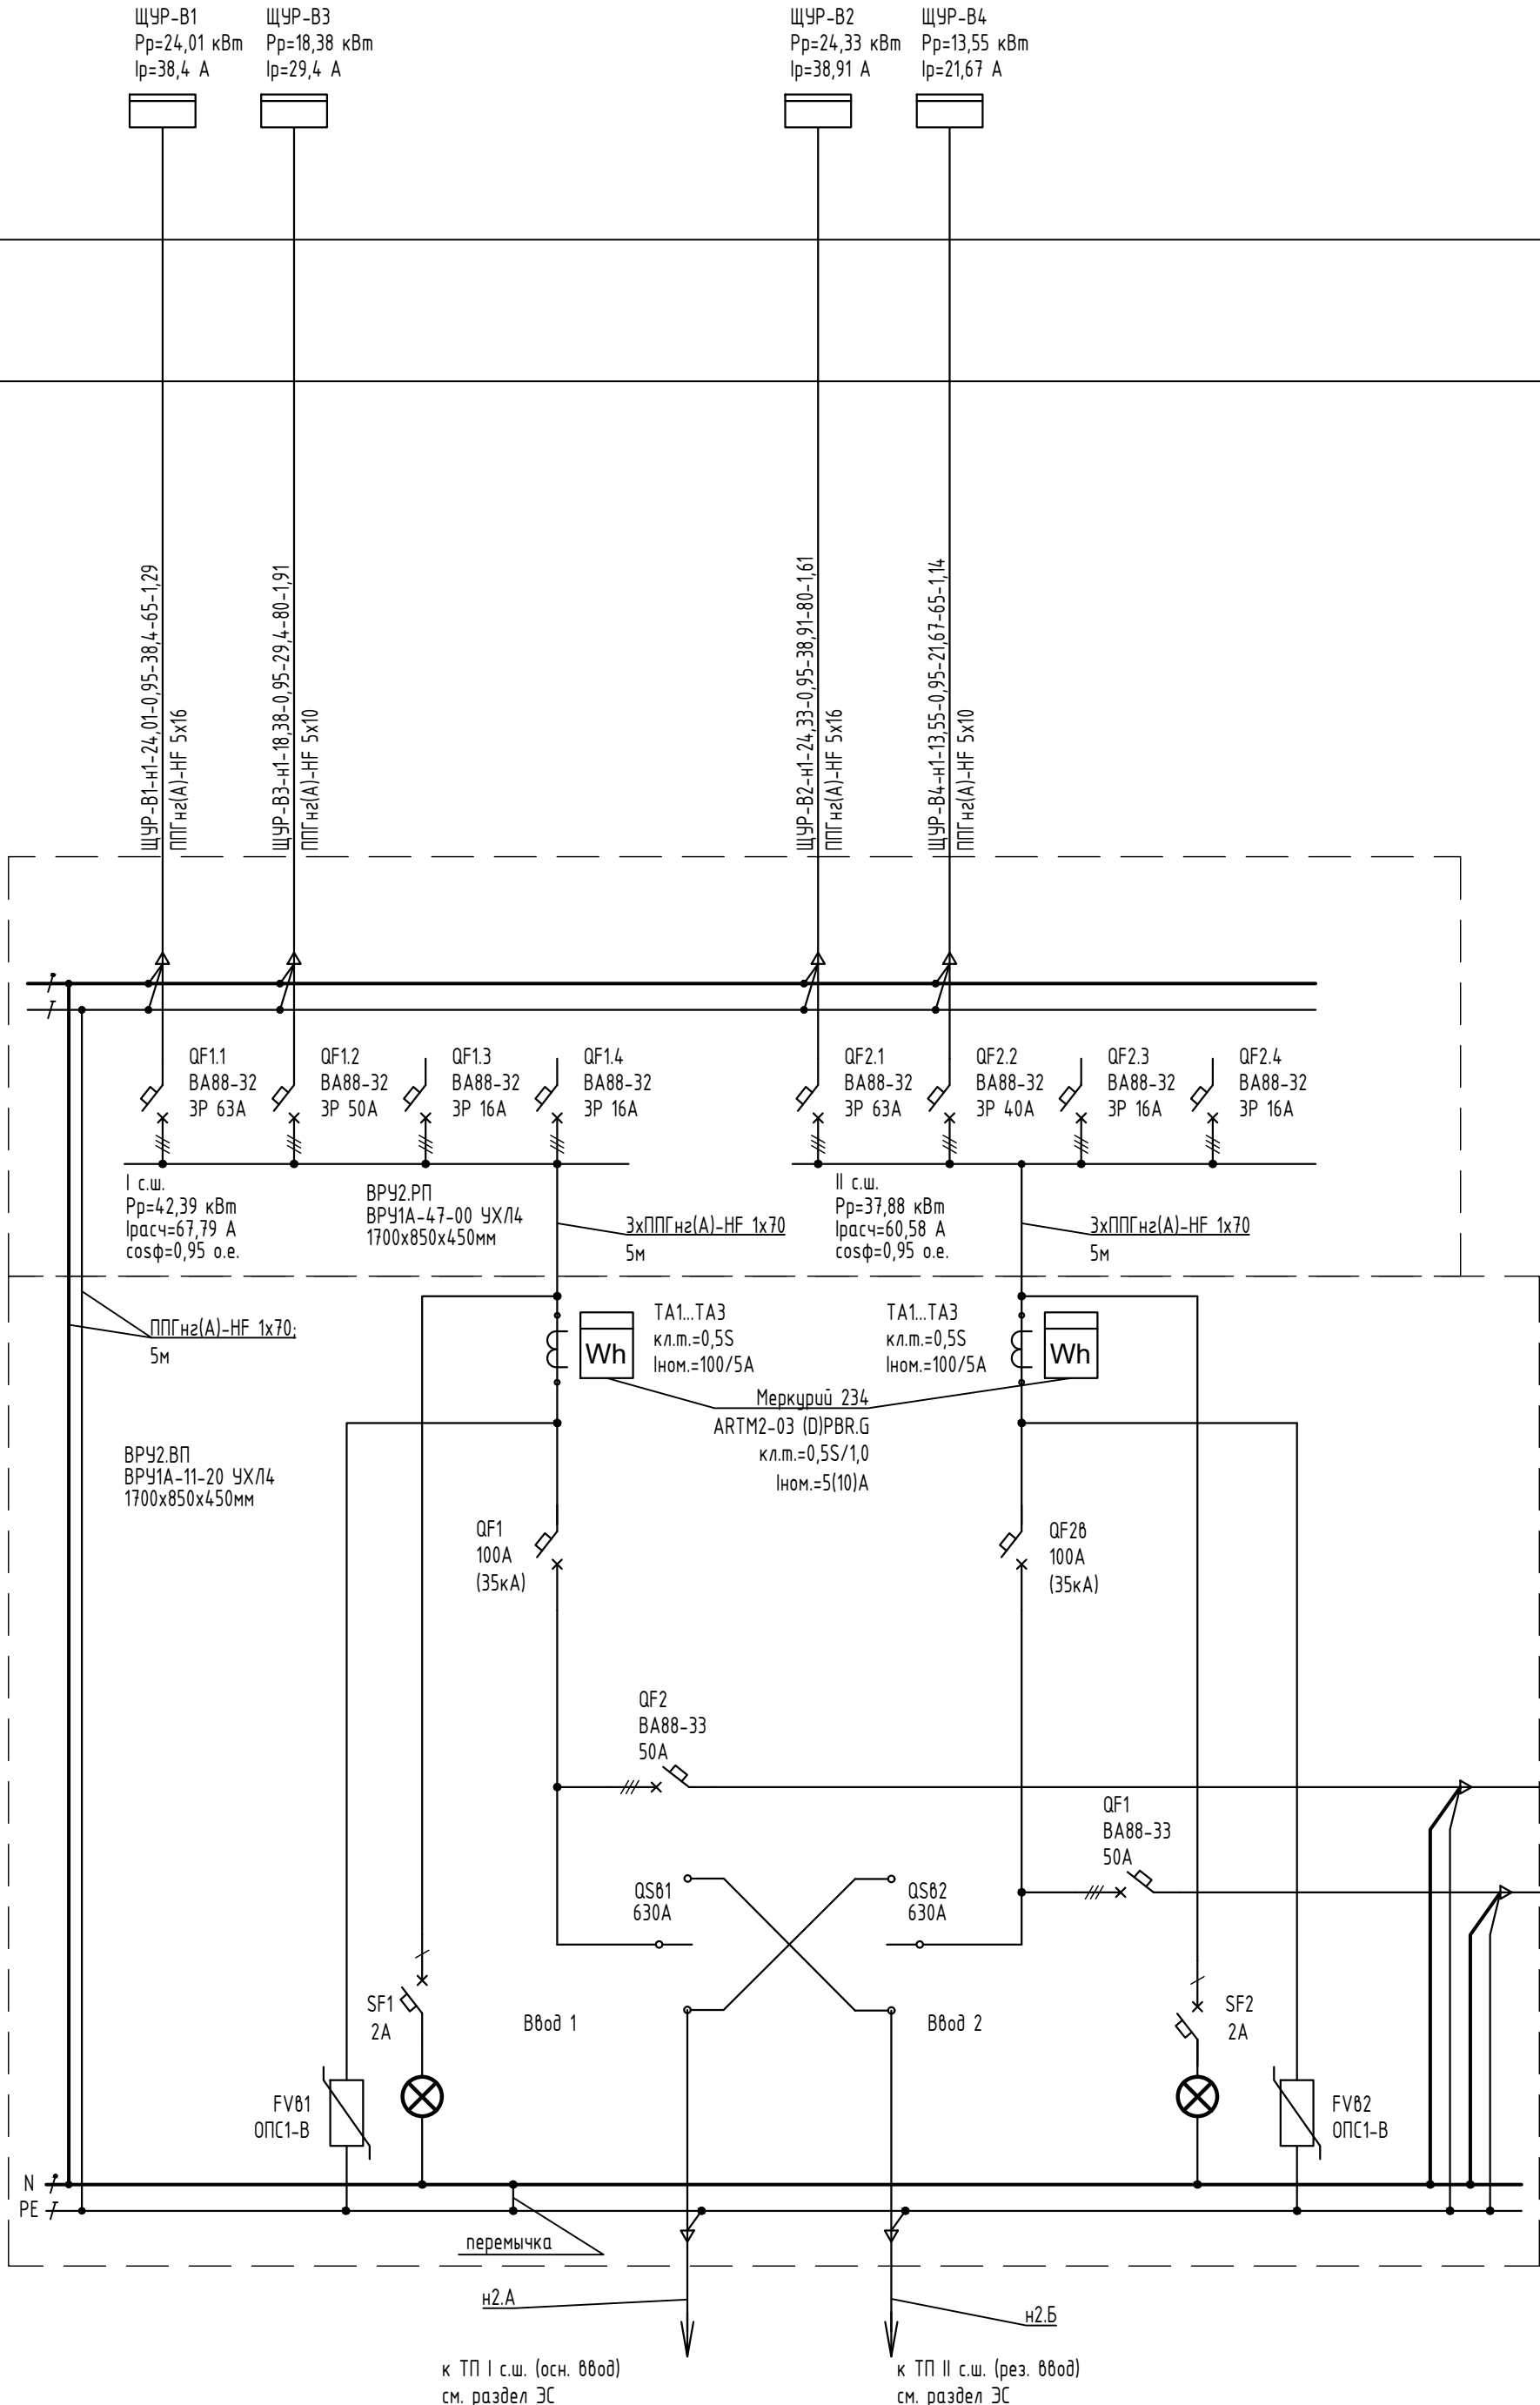 ЩУР-В1
Рр=24,01 кВт
Iр=38,4 А
ЩУР-В3
Рр=18,38 кВт
Iр=29,4 А
ЩУР-В2
Рр=24,33 кВт
Iр=38,91 А
ЩУР-В4
Рр=13,55 кВт
Iр=21,67 А
ЩУР-В1-н1-24,01-0,95-38,4-65-1,29
ППГнг(А)-HF 5х16
ЩУР-В3-н1-18,38-0,95-29,4-80-1,91
ППГнг(А)-HF 5х10
ЩУР-В2-н1-24,33-0,95-38,91-80-1,61
ППГнг(А)-HF 5х16
ЩУР-В4-н1-13,55-0,95-21,67-65-1,14
ППГнг(А)-HF 5х10
QF1.1
ВА88-32
3Р 63А
QF1.2
ВА88-32
3Р 50А
QF1.3
ВА88-32
3Р 16А
QF1.4
ВА88-32
3Р 16А
QF2.1
ВА88-32
3Р 63А
QF2.2
ВА88-32
3Р 40А
QF2.3
ВА88-32
3Р 16А
QF2.4
ВА88-32
3Р 16А
I с.ш.
Рр=42,39 кВт
Iрасч=67,79 А
cosф=0,95 о.е.
ВРУ2.РП
ВРУ1А-47-00 УХЛ4
1700х850х450мм
3хППГнг(А)-HF 1х70
5м
II с.ш.
Рр=37,88 кВт
Iрасч=60,58 А
cosф=0,95 о.е.
3хППГнг(А)-HF 1х70
5м
ППГнг(А)-HF 1х70;
5м
ТА1...ТА3
кл.т.=0,5S
Iном.=100/5А
Wh
ТА1...ТА3
кл.т.=0,5S
Iном.=100/5А
Wh
Меркурий 234
ARTM2-03 (D)PBR.G
кл.т.=0,5S/1,0
Iном.=5(10)А
ВРУ2.ВП
ВРУ1А-11-20 УХЛ4
1700х850х450мм
QF1
100А
(35кА)
QF2в
100А
(35кА)
QF2
ВА88-33
50А
QF1
ВА88-33
50А
QSв1
630А
QSв2
630А
SF1
2А
Ввод 1
Ввод 2
SF2
2А
FVв1
ОПС1-В
FVв2
ОПС1-В
N
PE
перемычка
н2.А
н2.Б
к ТП I с.ш. (осн. ввод)
см. раздел ЭС
к ТП II с.ш. (рез. ввод)
см. раздел ЭС